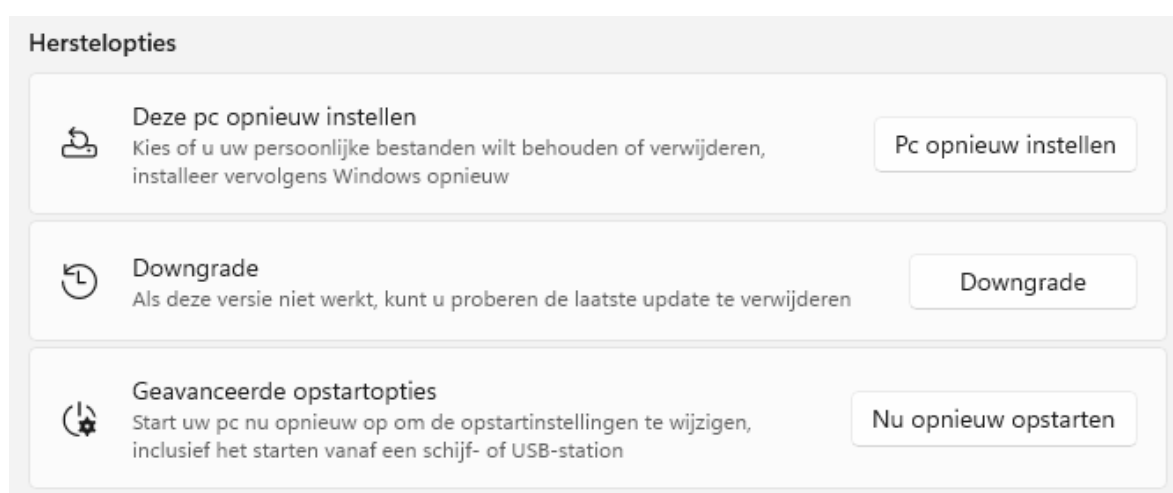 Herstelopties
Deze pc opnieuw instellen
Kies of u uw persoonlijke bestanden wilt behouden of verwijderen,
installeer vervolgens Windows opnieuw
Pc opnieuw instellen
Downgrade
Als deze versie niet werkt, kunt u proberen de laatste update te verwijderen
Downgrade
Geavanceerde opstartopties
Start uw pc nu opnieuw op om de opstartinstellingen te wijzigen,
inclusief het starten vanaf een schijf- of USB-station
Nu opnieuw opstarten